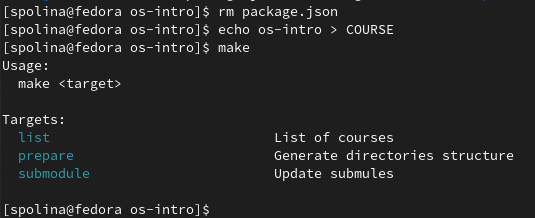 [spolina@fedora os-intro]$ rm package.json
[spolina@fedora os-intro]$ echo os-intro > COURSE
[spolina@fedora os-intro]$ make
Usage:
  make <target>

Targets:
  list                            List of courses
  prepare                         Generate directories structure
  submodule                       Update submules

[spolina@fedora os-intro]$